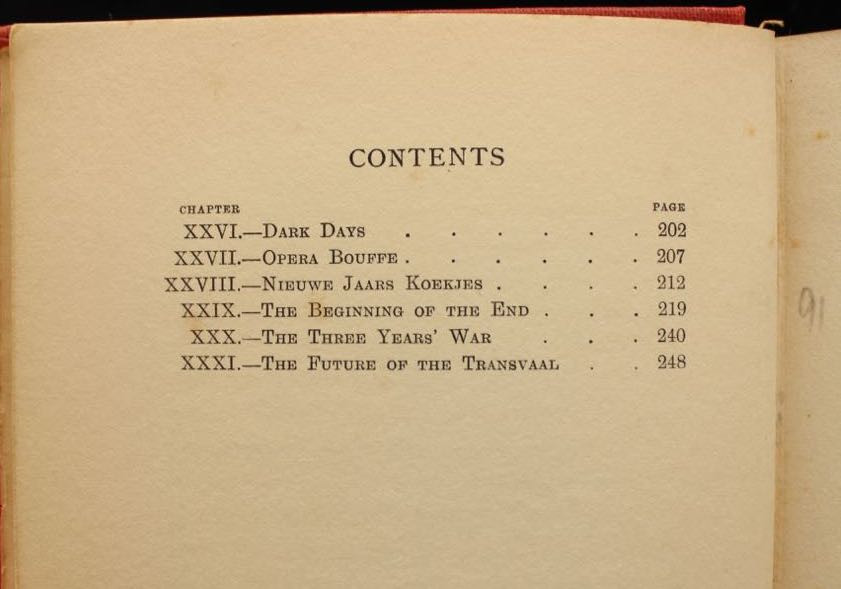 CONTENTS
CHAPTER PAGE
XXVI.—DARK DAYS . . . . . . 202
XXVII.—OPERA BOUFFE . . . . . . 207
XXVIII.—NIEUWE JAARS KOEKJES . . . . 212
XXIX.—THE BEGINNING OF THE END . . . 219
XXX.—THE THREE YEARS' WAR . . . 240
XXXI.—THE FUTURE OF THE TRANSVAAL . . 248
91